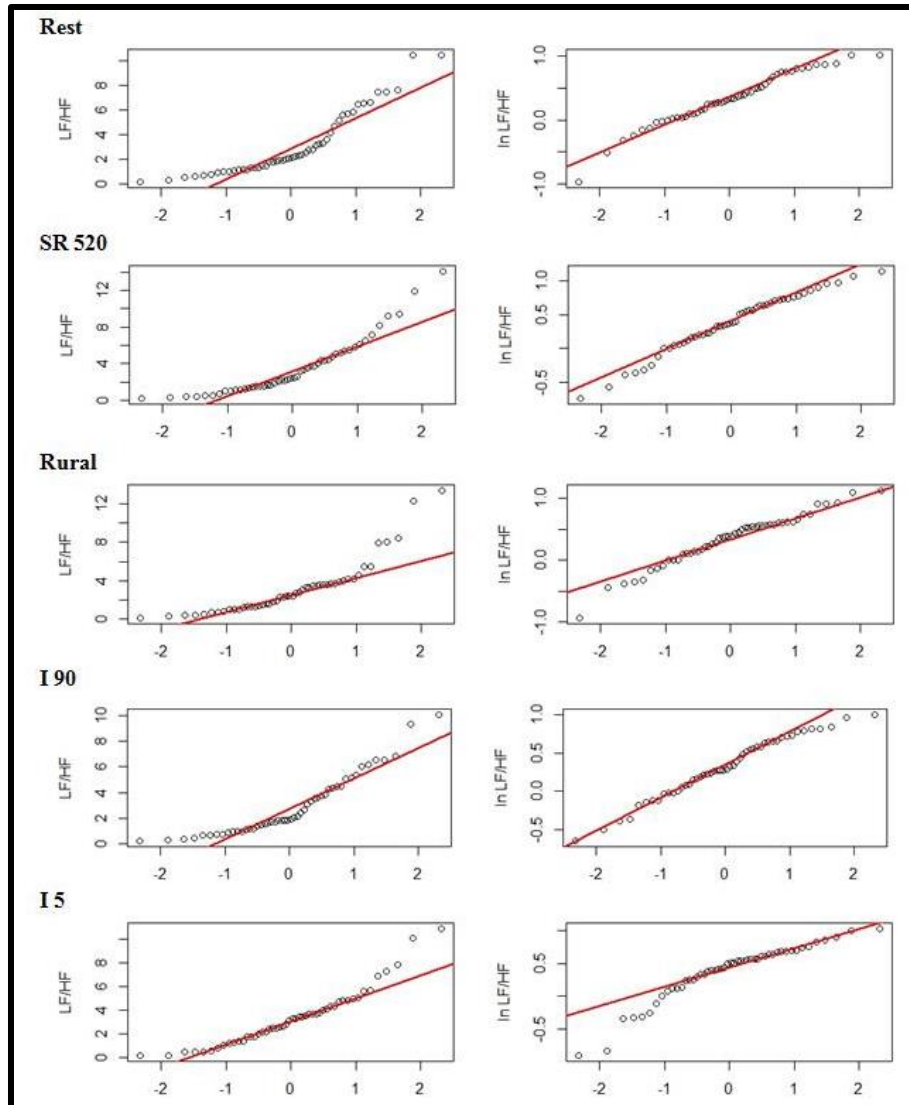 Rest
LF/HF
0 2 4 6 8
-2 -1 0 1 2
ln LF/HF
-1.0 0.0 1.0
-2 -1 0 1 2
SR 520
LF/HF
0 4 8 12
-2 -1 0 1 2
ln LF/HF
-0.5 0.5 1.0
-2 -1 0 1 2
Rural
LF/HF
0 4 8 12
-2 -1 0 1 2
ln LF/HF
-1.0 0.0 1.0
-2 -1 0 1 2
I 90
LF/HF
0 2 4 6 8 10
-2 -1 0 1 2
ln LF/HF
-0.5 0.0 0.5 1.0
-2 -1 0 1 2
I 5
LF/HF
0 2 4 6 8
-2 -1 0 1 2
ln LF/HF
-0.5 0.5
-2 -1 0 1 2